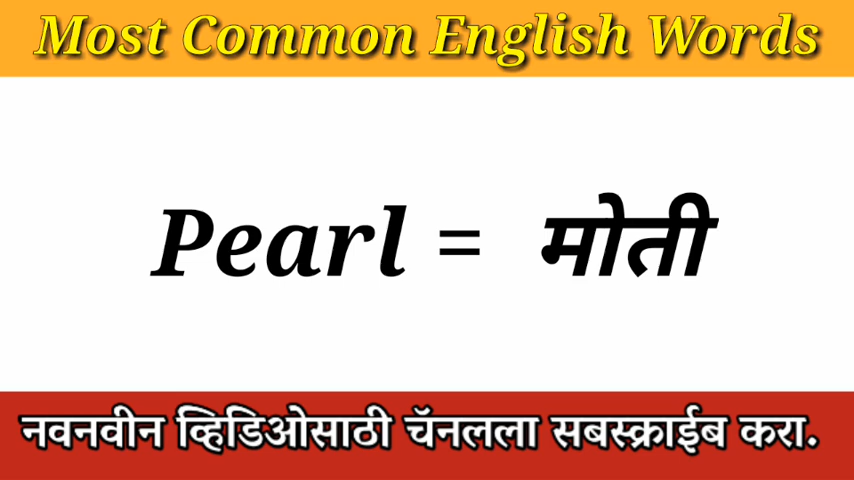 Most Common English Words
Pearl = मोती
नवनवीन व्हिडिओसाठी चॅनलला सबस्क्राईब करा.